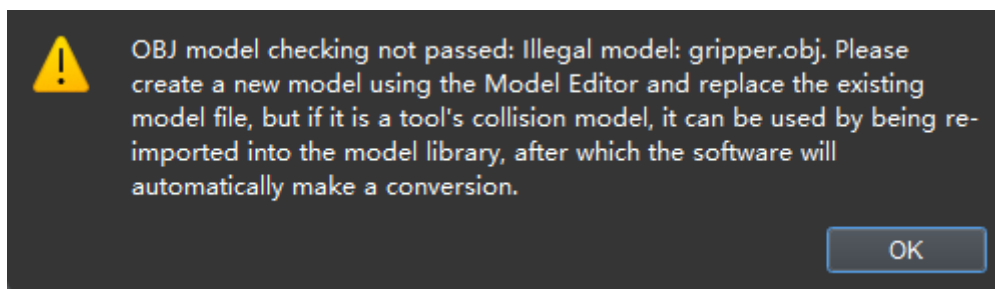 OBJ model checking not passed: Illegal model: gripper.obj. Please
create a new model using the Model Editor and replace the existing
model file, but if it is a tool's collision model, it can be used by being re-
imported into the model library, after which the software will
automatically make a conversion.
OK